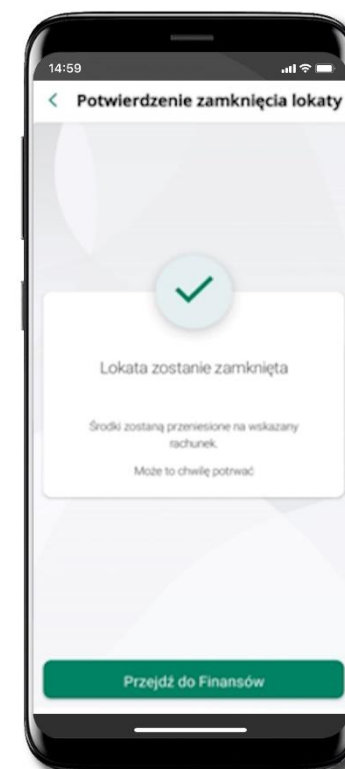 14:59
Potwierdzenie zamknięcia lokaty
Lokata zostanie zamknięta
Środki zostaną przeniesione na wskazany
rachunek.
Może to chwilę potrwać
Przejdź do Finansów